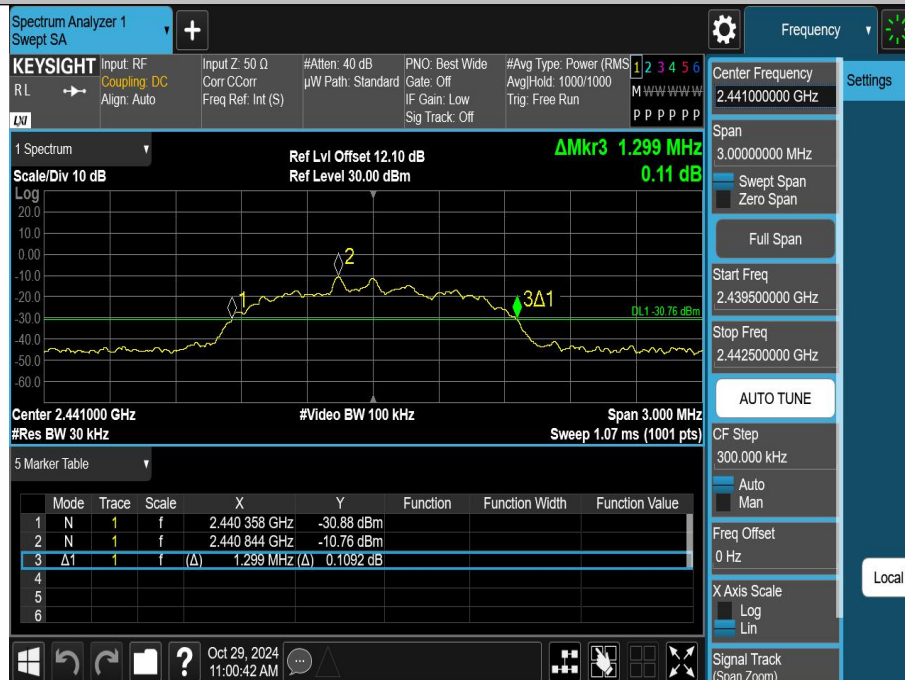 Spectrum Analyzer 1
Swept SA
+
Frequency
KEYSIGHT
RL
LXI
Input: RF
Coupling: DC
Align: Auto
Input Z: 50 Ω
Corr CCorr
Freq Ref: Int (S)
#Atten: 40 dB
µW Path: Standard
PNO: Best Wide
Gate: Off
IF Gain: Low
Sig Track: Off
#Avg Type: Power (RMS
Avg|Hold: 1000/1000
Trig: Free Run
1 2 3 4 5 6
M W W W W W
P P P P P P
1 Spectrum
Scale/Div 10 dB
Ref Lvl Offset 12.10 dB
Ref Level 30.00 dBm
ΔMkr3 1.299 MHz
0.11 dB
Log
20.0
10.0
0.00
-10.0
-20.0
-30.0
-40.0
-50.0
-60.0
1
2
3Δ1
DL1 -30.76 dBm
Center 2.441000 GHz
#Video BW 100 kHz
Span 3.000 MHz
#Res BW 30 kHz
Sweep 1.07 ms (1001 pts)
5 Marker Table
Mode Trace Scale X Y Function Function Width Function Value
1 N 1 f 2.440 358 GHz -30.88 dBm
2 N 1 f 2.440 844 GHz -10.76 dBm
3 Δ1 1 f (Δ) 1.299 MHz (Δ) 0.1092 dB
4
5
6
?
Oct 29, 2024
11:00:42 AM
Center Frequency
2.441000000 GHz
Settings
Span
3.00000000 MHz
Swept Span
Zero Span
Full Span
Start Freq
2.439500000 GHz
Stop Freq
2.442500000 GHz
AUTO TUNE
CF Step
300.000 kHz
Auto
Man
Freq Offset
0 Hz
Local
X Axis Scale
Log
Lin
Signal Track
(Span Zoom)